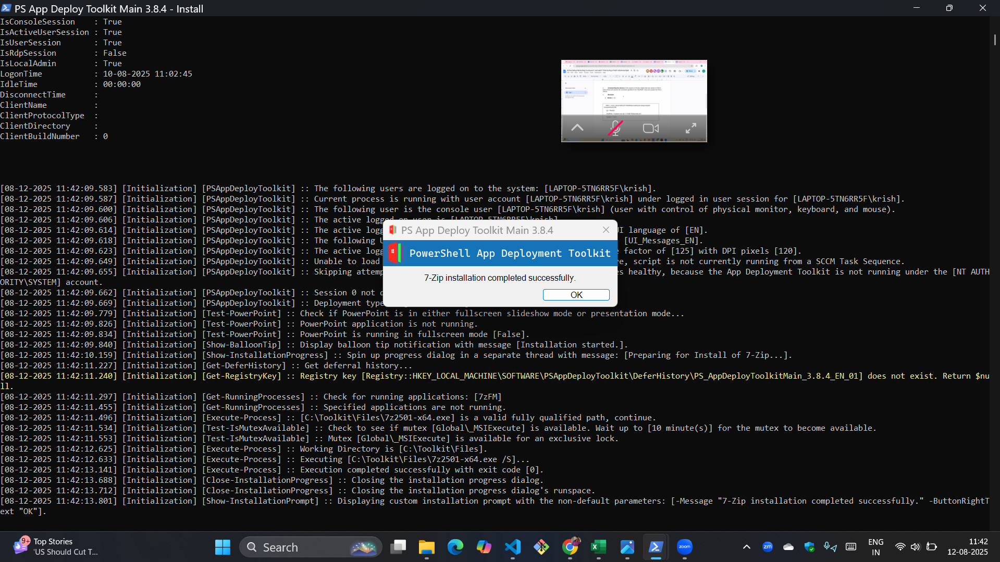 PS App Deploy Toolkit Main 3.8.4 - Install
IsConsoleSession    : True
IsActiveUserSession : True
IsUserSession       : True
IsRdpSession        : False
IsLocalAdmin        : True
LogonTime           : 10-08-2025 11:02:45
IdleTime            : 00:00:00
DisconnectTime      :
ClientName          :
ClientProtocolType  :
ClientDirectory     :
ClientBuildNumber   : 0
[08-12-2025 11:42:09.583] [Initialization] [PSAppDeployToolkit] :: The following users are logged on to the system: [LAPTOP-5TN6RR5F\krish].
[08-12-2025 11:42:09.587] [Initialization] [PSAppDeployToolkit] :: Current process is running with user account [LAPTOP-5TN6RR5F\krish] under logged in user session for [LAPTOP-5TN6RR5F\krish].
[08-12-2025 11:42:09.600] [Initialization] [PSAppDeployToolkit] :: The following user is the console user [LAPTOP-5TN6RR5F\krish] (user with control of physical monitor, keyboard, and mouse).
[08-12-2025 11:42:09.606] [Initialization] [PSAppDeployToolkit] :: The active logged on user is [LAPTOP-5TN6RR5F\krish].
[08-12-2025 11:42:09.614] [Initialization] [PSAppDeployToolkit] :: The active logg UI language of [EN].
[08-12-2025 11:42:09.618] [Initialization] [PSAppDeployToolkit] :: The following U [UI_Messages_EN].
[08-12-2025 11:42:09.623] [Initialization] [PSAppDeployToolkit] :: The active logg e factor of [125] with DPI pixels [120].
[08-12-2025 11:42:09.649] [Initialization] [PSAppDeployToolkit] :: Unable to load re, script is not currently running from a SCCM Task Sequence.
[08-12-2025 11:42:09.655] [Initialization] [PSAppDeployToolkit] :: Skipping attemp es healthy, because the App Deployment Toolkit is not running under the [NT AUTH
ORITY\SYSTEM] account.
[08-12-2025 11:42:09.662] [Initialization] [PSAppDeployToolkit] :: Session 0 not d
[08-12-2025 11:42:09.669] [Initialization] [PSAppDeployToolkit] :: Deployment type
[08-12-2025 11:42:09.779] [Initialization] [Test-PowerPoint] :: Check if PowerPoint is in either fullscreen slideshow mode or presentation mode...
[08-12-2025 11:42:09.826] [Initialization] [Test-PowerPoint] :: PowerPoint application is not running.
[08-12-2025 11:42:09.834] [Initialization] [Test-PowerPoint] :: PowerPoint is running in fullscreen mode [False].
[08-12-2025 11:42:09.840] [Initialization] [Show-BalloonTip] :: Display balloon tip notification with message [Installation started.].
[08-12-2025 11:42:10.159] [Initialization] [Show-InstallationProgress] :: Spin up progress dialog in a separate thread with message: [Preparing for Install of 7-Zip...].
[08-12-2025 11:42:11.227] [Initialization] [Get-DeferHistory] :: Get deferral history...
[08-12-2025 11:42:11.240] [Initialization] [Get-RegistryKey] :: Registry key [Registry::HKEY_LOCAL_MACHINE\SOFTWARE\PSAppDeployToolkit\DeferHistory\PS_AppDeployToolkitMain_3.8.4_EN_01] does not exist. Return $nu
ll.
[08-12-2025 11:42:11.297] [Initialization] [Get-RunningProcesses] :: Check for running applications: [7zFM]
[08-12-2025 11:42:11.455] [Initialization] [Get-RunningProcesses] :: Specified applications are not running.
[08-12-2025 11:42:11.496] [Initialization] [Execute-Process] :: [C:\Toolkit\Files\7z2501-x64.exe] is a valid fully qualified path, continue.
[08-12-2025 11:42:11.534] [Initialization] [Test-IsMutexAvailable] :: Check to see if mutex [Global\_MSIExecute] is available. Wait up to [10 minute(s)] for the mutex to become available.
[08-12-2025 11:42:11.553] [Initialization] [Test-IsMutexAvailable] :: Mutex [Global\_MSIExecute] is available for an exclusive lock.
[08-12-2025 11:42:12.625] [Initialization] [Execute-Process] :: Working Directory is [C:\Toolkit\Files].
[08-12-2025 11:42:12.633] [Initialization] [Execute-Process] :: Executing [C:\Toolkit\Files\7z2501-x64.exe /S]...
[08-12-2025 11:42:13.141] [Initialization] [Execute-Process] :: Execution completed successfully with exit code [0].
[08-12-2025 11:42:13.688] [Initialization] [Close-InstallationProgress] :: Closing the installation progress dialog.
[08-12-2025 11:42:13.712] [Initialization] [Close-InstallationProgress] :: Closing the installation progress dialog's runspace.
[08-12-2025 11:42:13.801] [Initialization] [Show-InstallationPrompt] :: Displaying custom installation prompt with the non-default parameters: [-Message "7-Zip installation completed successfully." -ButtonRightT
ext "OK"].
PS App Deploy Toolkit Main 3.8.4
PowerShell App Deployment Toolkit
7-Zip installation completed successfully.
OK
9+
Top Stories
'US Should Cut T...
Search
zoom
zm
ENG
IN
11:42
12-08-2025